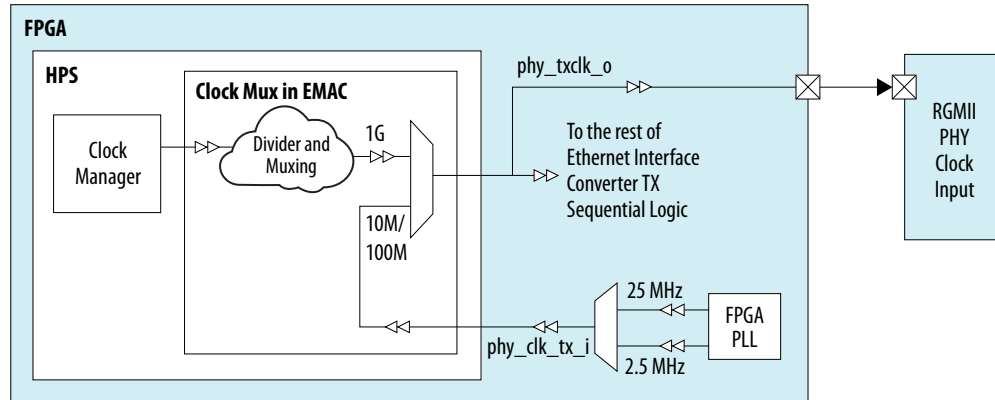 FPGA
HPS
Clock Mux in EMAC
Clock
Manager
Divider and
Muxing
1G
10M/
100M
phy_txclk_o
To the rest of
Ethernet Interface
Converter TX
Sequential Logic
RGMII
PHY
Clock
Input
phy_clk_tx_i
25 MHz
2.5 MHz
FPGA
PLL